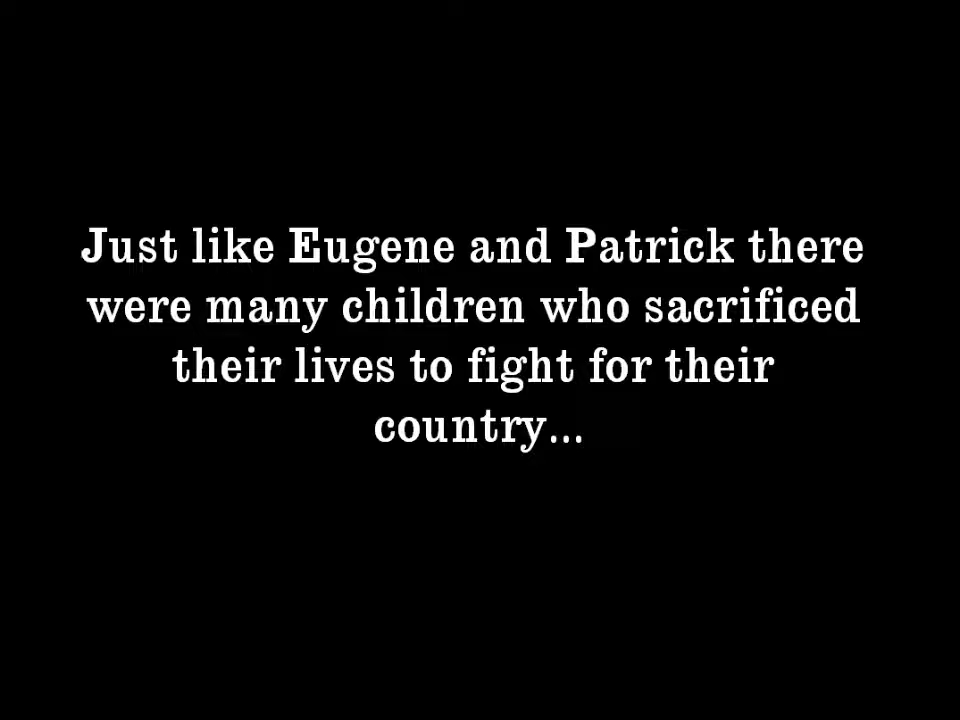 Just like Eugene and Patrick there
were many children who sacrificed
their lives to fight for their
country...